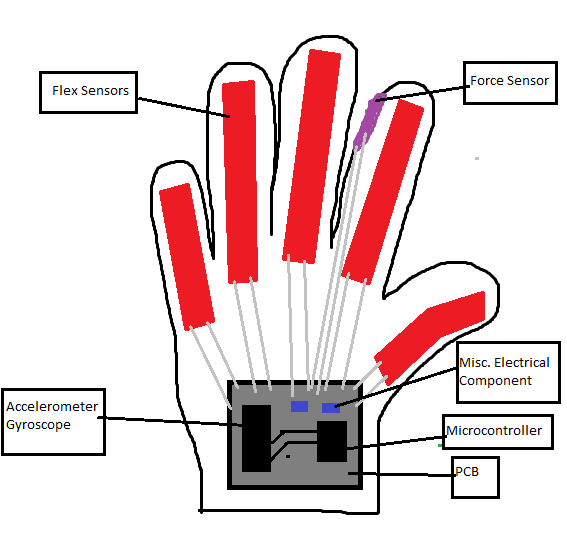 Flex Sensors
Force Sensor
Misc. Electrical
Component
Accelerometer
Gyroscope
Microcontroller
PCB